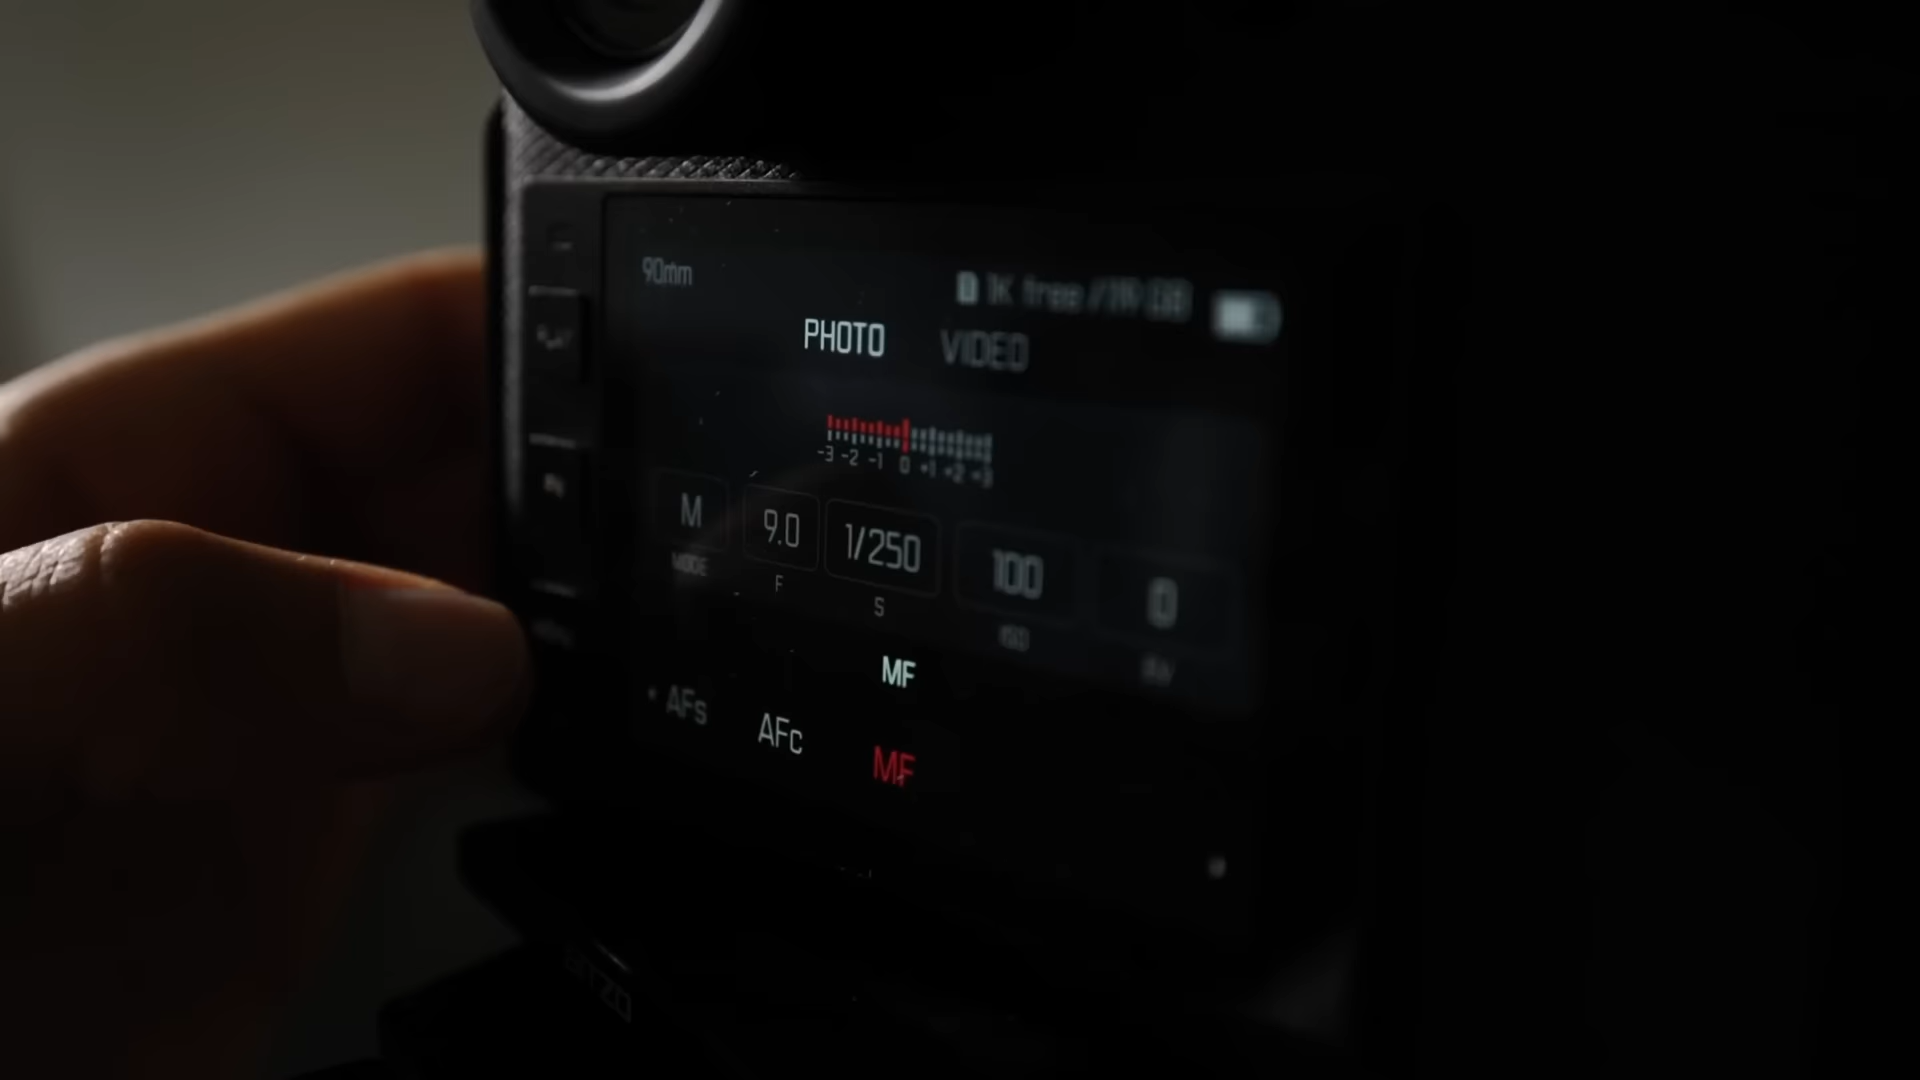 90mm
1K free /
PHOTO VIDEO
-3 -2 -1 0 +1 +2 +3
M 9.0 1/250 100 0
MODE F S ISO
MF
AFs AFc MF